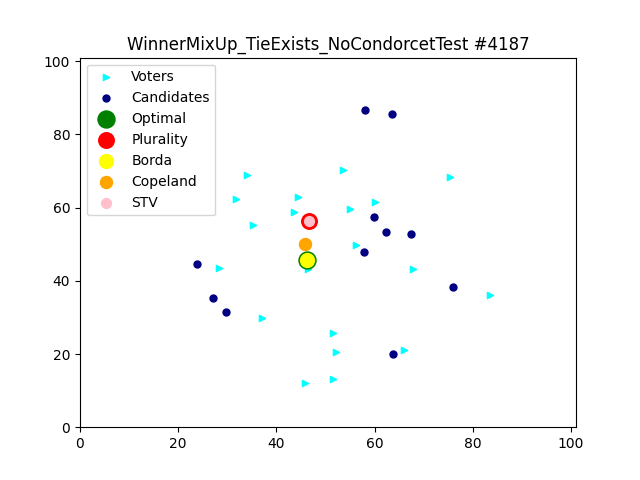 WinnerMixUp_TieExists_NoCondorcetTest #4187
100
80
60
40
20
0
Voters
Candidates
Optimal
Plurality
Borda
Copeland
STV
0 20 40 60 80 100